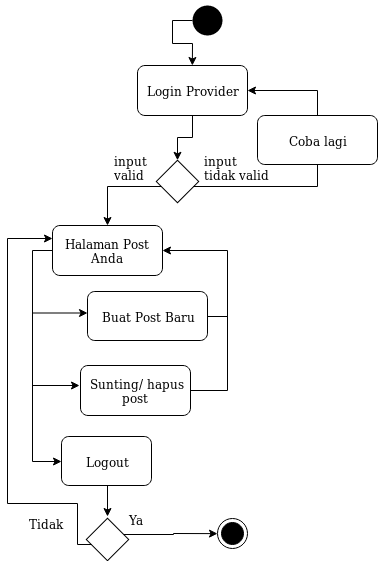 Login Provider
Coba lagi
input
valid
input
tidak valid
Halaman Post
Anda
Buat Post Baru
Sunting/ hapus
post
Logout
Tidak
Ya